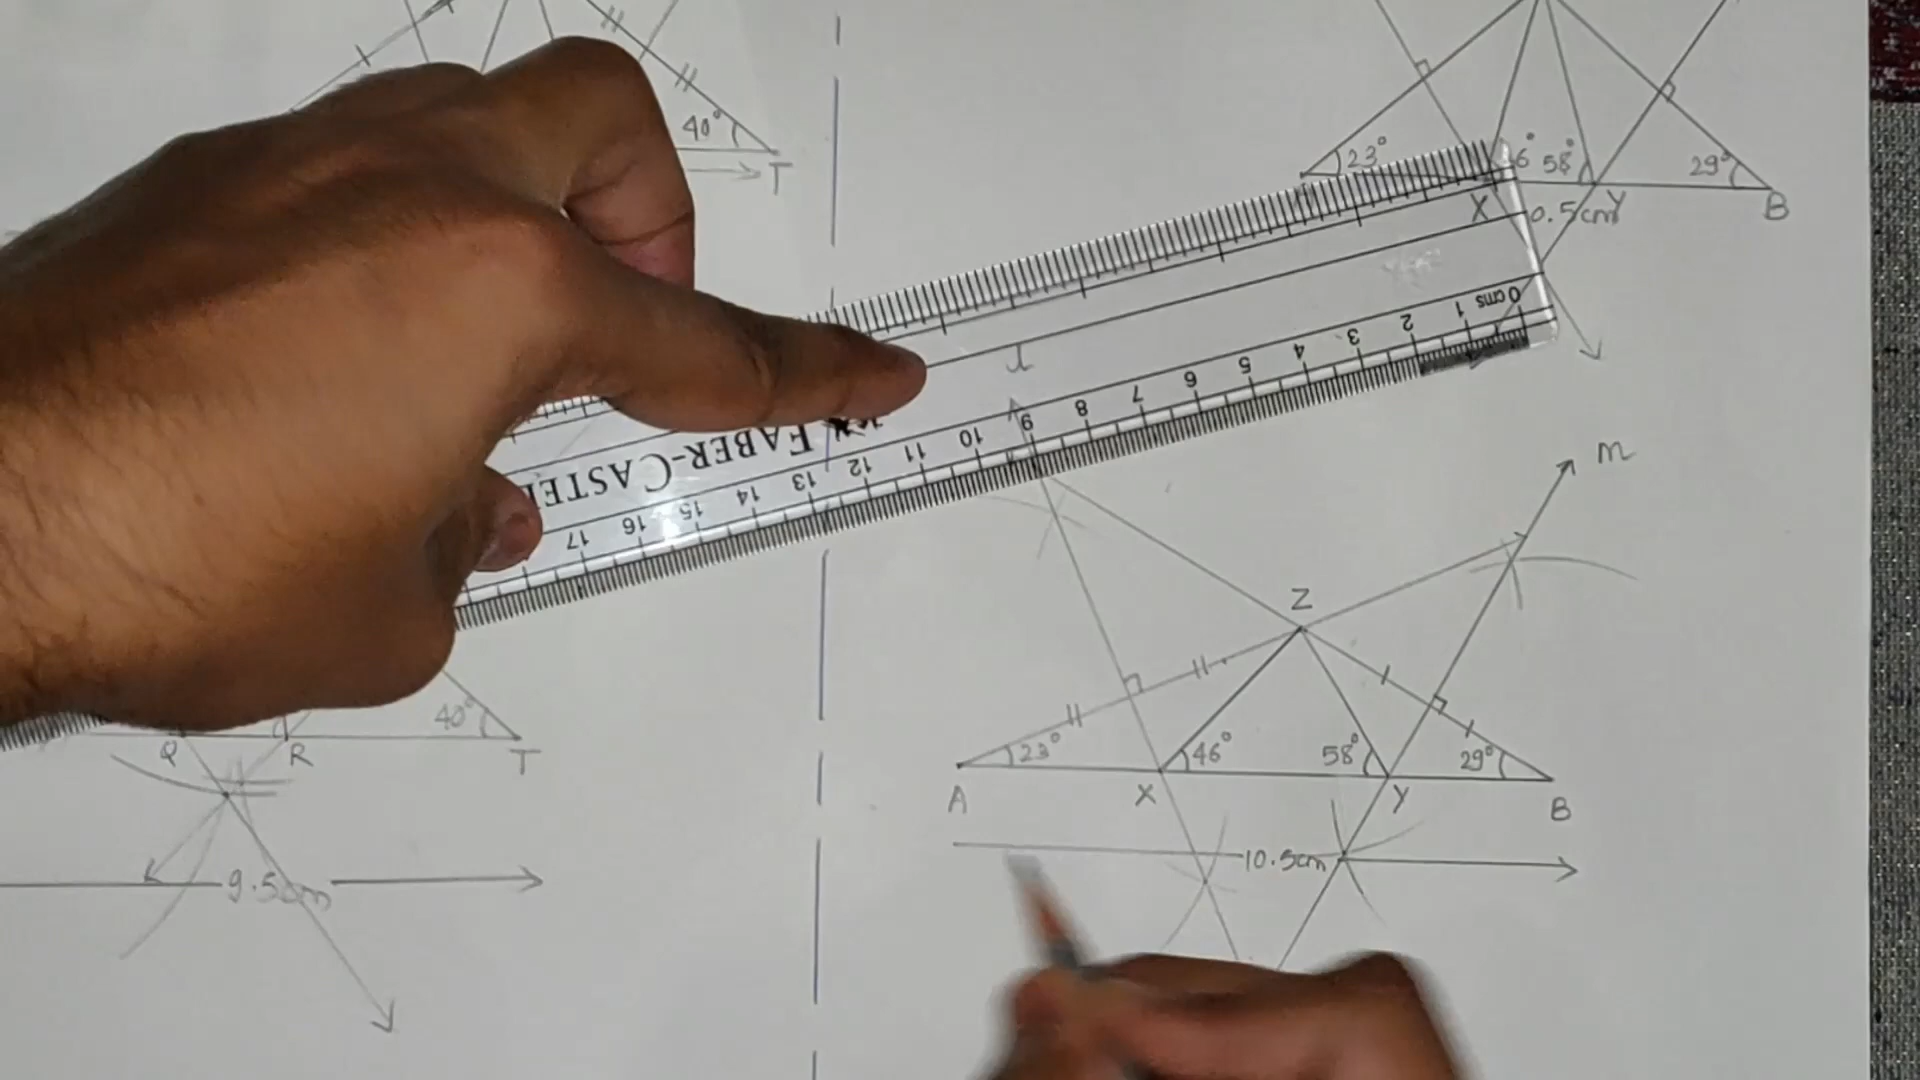 40°
T
23°
6°
58°
29°
X
0.5cm
Y
B
l
0 cms 1 2 3 4 5 6 7 8 9 10 11 12 13 14 15 16 17
FABER-CASTE
m
Z
40°
Q
R
T
23°
46°
58°
29°
A
X
Y
B
10.5cm
9.5cm